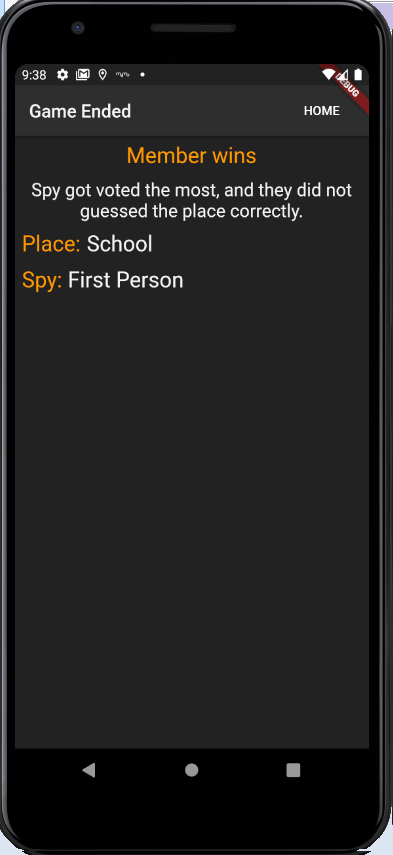 9:38
DEBUG
Game Ended
HOME
Member wins
Spy got voted the most, and they did not
guessed the place correctly.
Place: School
Spy: First Person